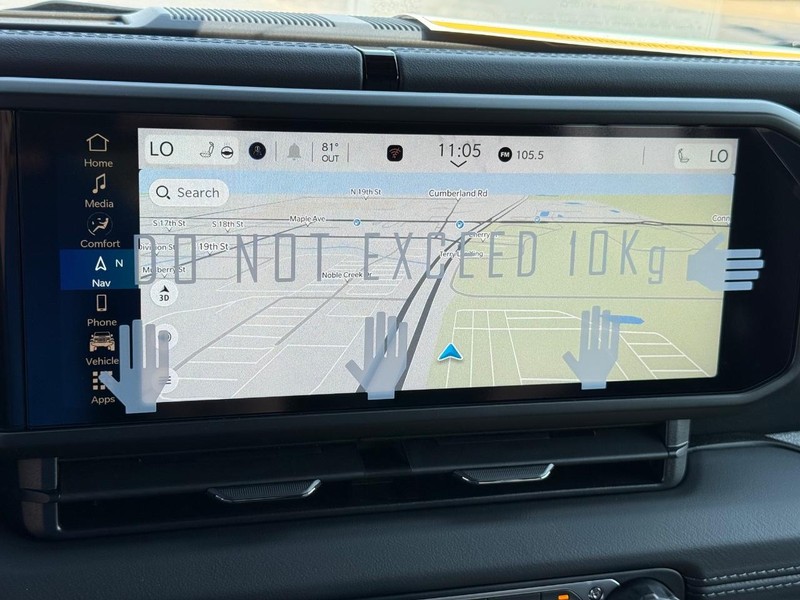 LO 81° OUT 11:05 FM 105.5 LO
Home
Search
N 19th St
Cumberland Rd
Media
S 17th St
S 18th St
Maple Ave
Comfort
Division St
19th St
DO NOT EXCEED 10Kg
N
Nav
Mulberry St
Noble Creek Dr
3D
Phone
Vehicle
Apps